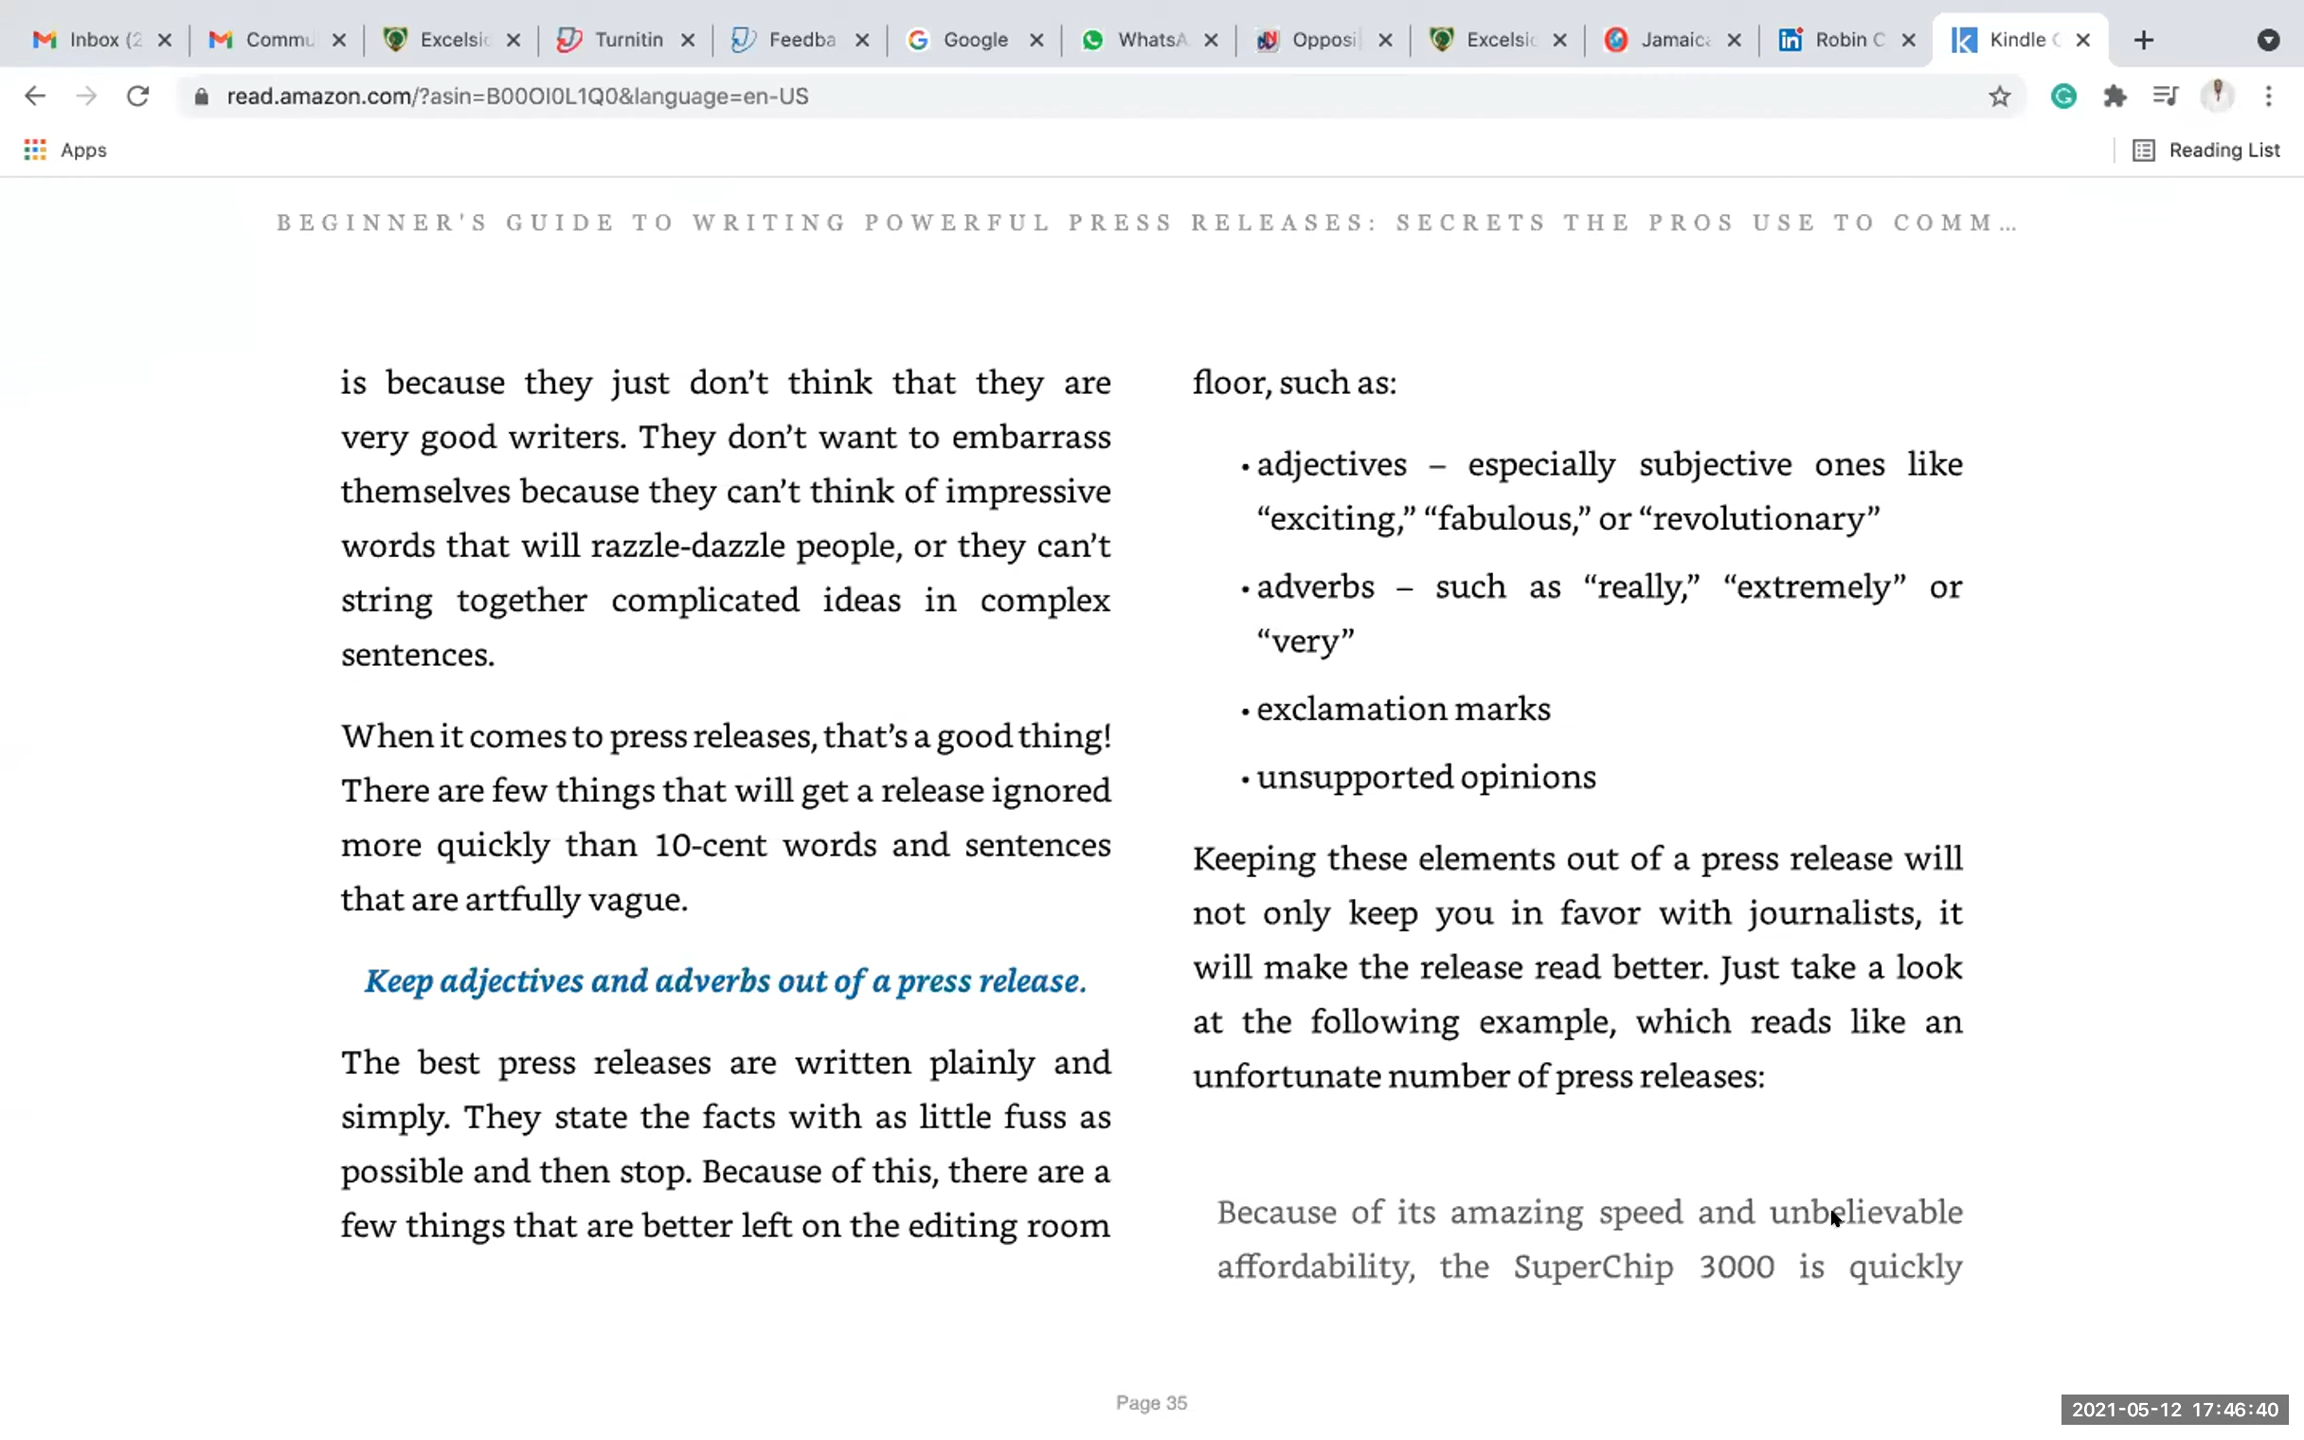 Inbox (2
Commu
Excelsio
Turnitin
Feedba
Google
WhatsA
Opposi
Excelsio
Jamaica
Robin C
Kindle C
read.amazon.com/?asin=B00OI0L1Q0&language=en-US
Apps
Reading List
BEGINNER'S GUIDE TO WRITING POWERFUL PRESS RELEASES: SECRETS THE PROS USE TO COMM...
is because they just don’t think that they are
very good writers. They don’t want to embarrass
themselves because they can’t think of impressive
words that will razzle-dazzle people, or they can’t
string together complicated ideas in complex
sentences.
When it comes to press releases, that’s a good thing!
There are few things that will get a release ignored
more quickly than 10-cent words and sentences
that are artfully vague.
Keep adjectives and adverbs out of a press release.
The best press releases are written plainly and
simply. They state the facts with as little fuss as
possible and then stop. Because of this, there are a
few things that are better left on the editing room
floor, such as:
• adjectives – especially subjective ones like
“exciting,” “fabulous,” or “revolutionary”
• adverbs – such as “really,” “extremely” or
“very”
• exclamation marks
• unsupported opinions
Keeping these elements out of a press release will
not only keep you in favor with journalists, it
will make the release read better. Just take a look
at the following example, which reads like an
unfortunate number of press releases:
Because of its amazing speed and unbelievable
affordability, the SuperChip 3000 is quickly
Page 35
2021-05-12 17:46:40